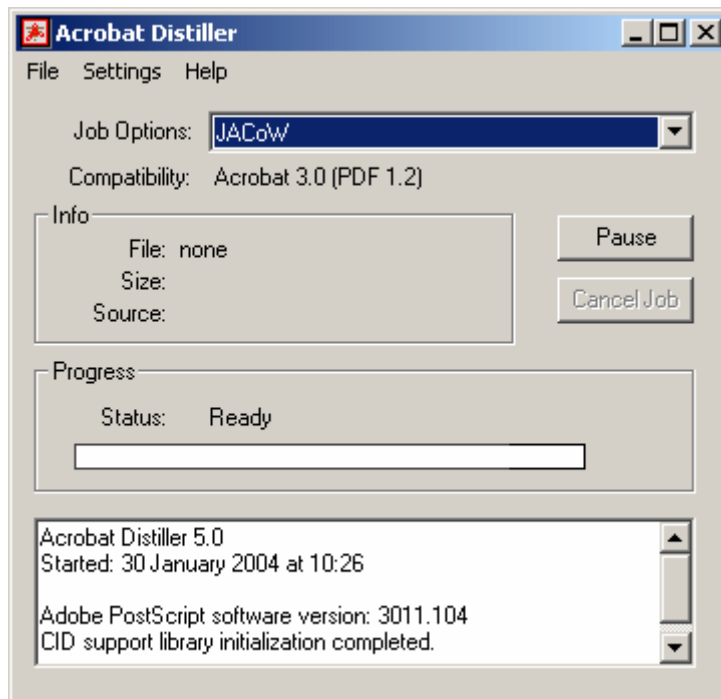 Acrobat Distiller
File Settings Help
Job Options: JACoW
Compatibility: Acrobat 3.0 (PDF 1.2)
Info
File: none
Size:
Source:
Pause
Cancel Job
Progress
Status: Ready
Acrobat Distiller 5.0
Started: 30 January 2004 at 10:26
Adobe PostScript software version: 3011.104
CID support library initialization completed.